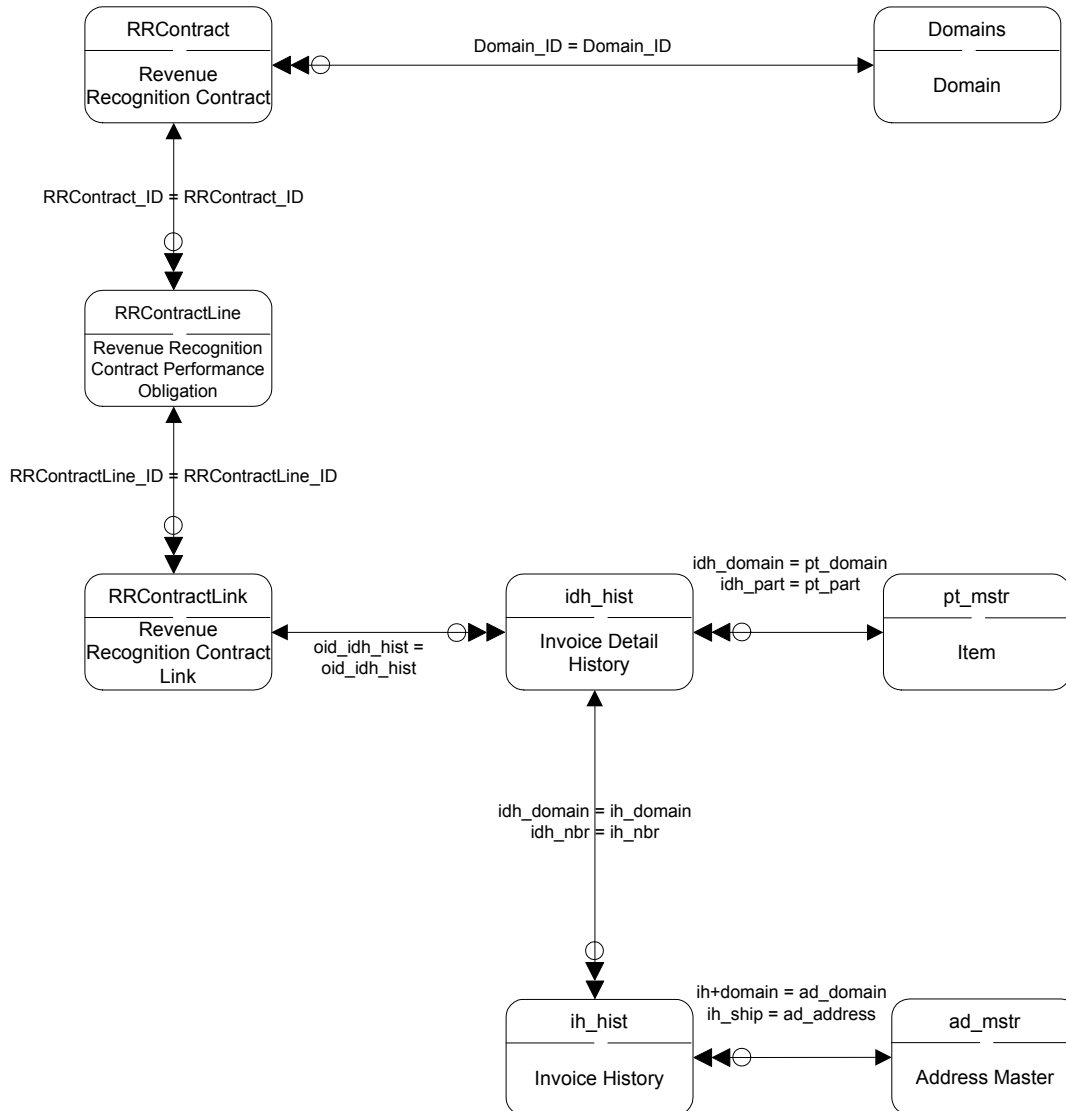 RRContract
Revenue
Recognition Contract
Domain_ID = Domain_ID
Domains
Domain
RRContract_ID = RRContract_ID
RRContractLine
Revenue Recognition
Contract Performance
Obligation
RRContractLine_ID = RRContractLine_ID
RRContractLink
Revenue
Recognition Contract
Link
oid_idh_hist =
oid_idh_hist
idh_hist
Invoice Detail
History
idh_domain = pt_domain
idh_part = pt_part
pt_mstr
Item
idh_domain = ih_domain
idh_nbr = ih_nbr
ih_hist
Invoice History
ih+domain = ad_domain
ih_ship = ad_address
ad_mstr
Address Master